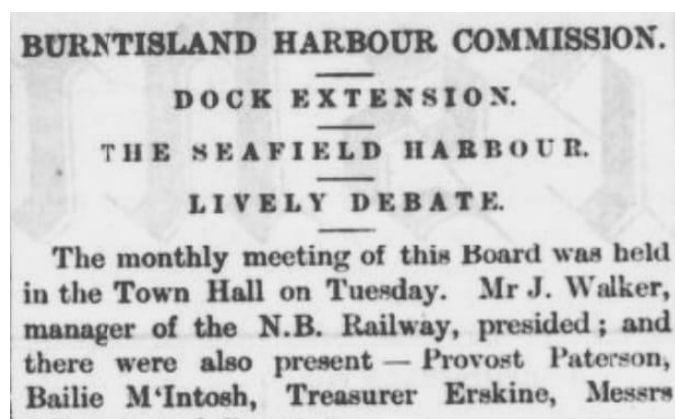 BURNTISLAND HARBOUR COMMISSION.
DOCK EXTENSION.
THE SEAFIELD HARBOUR.
LIVELY DEBATE.
The monthly meeting of this Board was held
in the Town Hall on Tuesday. Mr J. Walker,
manager of the N.B. Railway, presided; and
there were also present — Provost Paterson,
Bailie M‘Intosh, Treasurer Erskine, Messrs